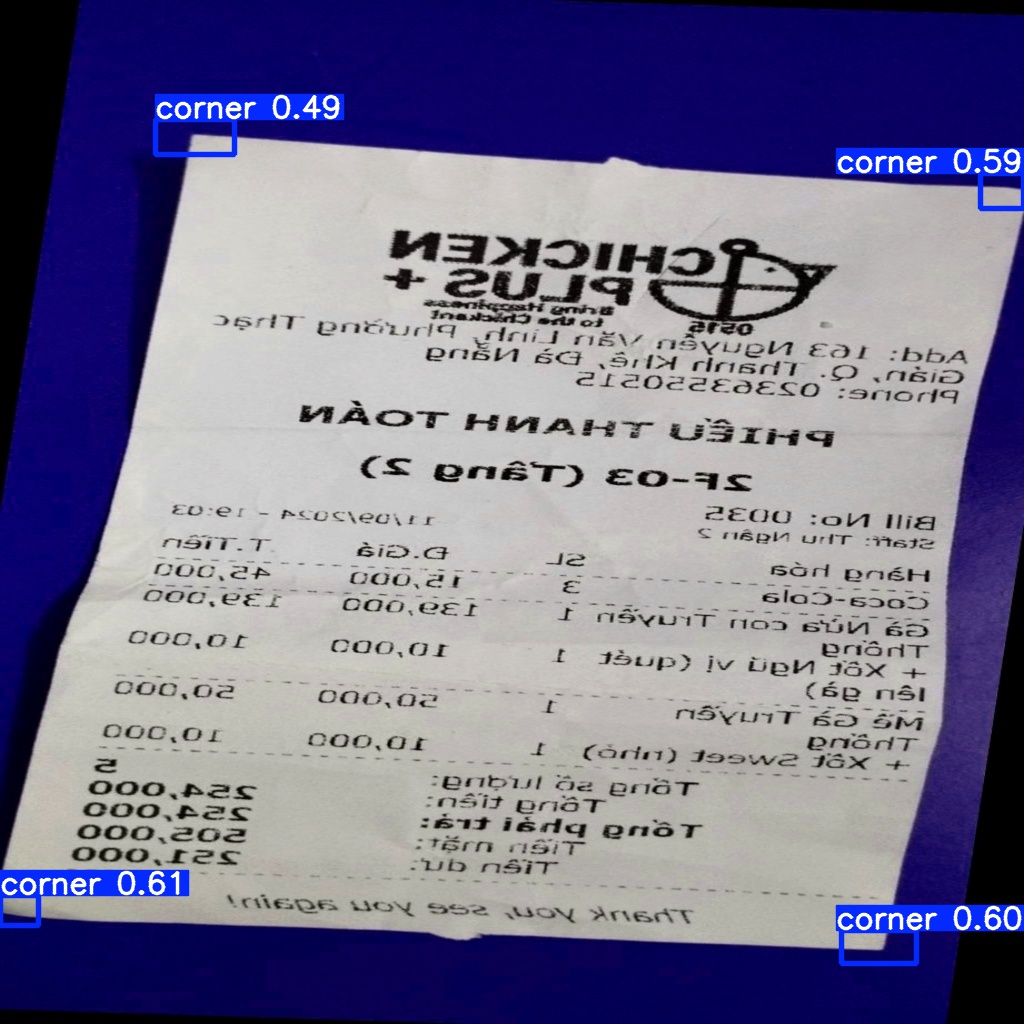 corner 0.49
corner 0.59
CHICKEN
PLUS+
Bring Happiness
to the Chickent
0515
Add: 163 Nguyễn Văn Linh, Phường Thạc
Gián, Q. Thanh Khê, Đà Nẵng
Phone: 02363550515
PHIẾU THANH TOÁN
2F-03 (Tầng 2)
Bill No: 0035 11/09/2024 - 19:03
Staff: Thu Ngân 2
Hàng hóa SL Đ.Giá T.Tiền
Coca-Cola 3 15,000 45,000
Gà Nửa con Truyền 1 139,000 139,000
Thống
+ Xốt Ngũ vị (quét) 1 10,000 10,000
lên gà)
Mề Gà Truyền 1 50,000 50,000
Thống
+ Xốt Sweet (nhỏ) 1 10,000 10,000
Tổng số lượng: 5
Tổng tiền: 254,000
Tổng phải trả: 254,000
Tiền mặt: 505,000
Tiền dư: 251,000
Thank you, see you again!
corner 0.61
corner 0.60